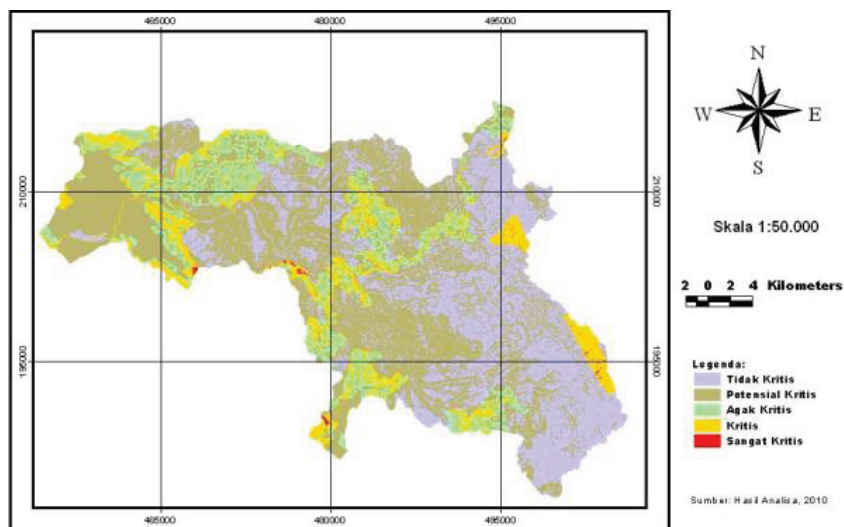 465000 480000 495000
N
W E
S
210000 210000
Skala 1:50.000
2 0 2 4 Kilometers
195000 195000
Legenda:
Tidak Kritis
Potensial Kritis
Agak Kritis
Kritis
Sangat Kritis
Sumber: Hasil Analisa, 2010
465000 480000 495000